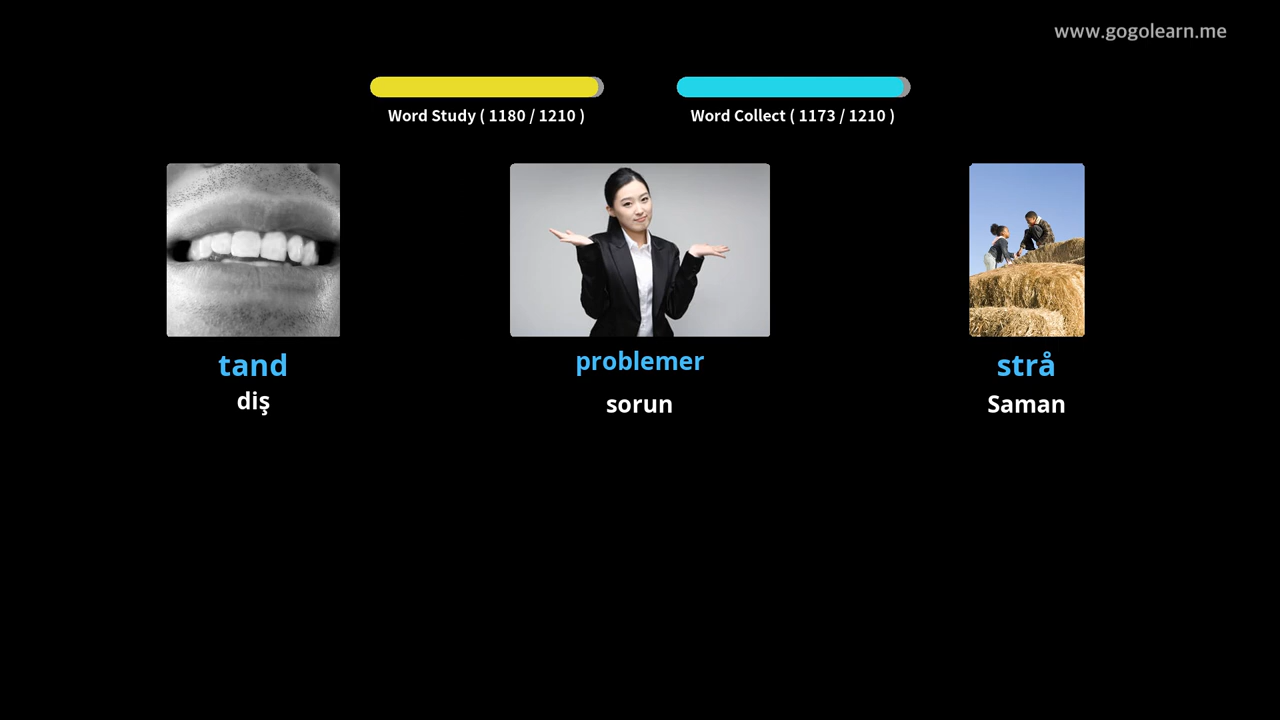 www.gogolearn.me
Word Study ( 1180 / 1210 )
Word Collect ( 1173 / 1210 )
tand
diş
problemer
sorun
strå
Saman